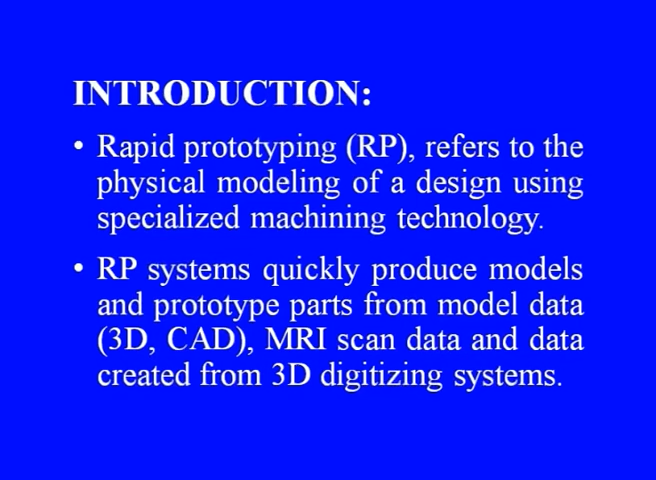 INTRODUCTION:
• Rapid prototyping (RP), refers to the
physical modeling of a design using
specialized machining technology.
• RP systems quickly produce models
and prototype parts from model data
(3D, CAD), MRI scan data and data
created from 3D digitizing systems.